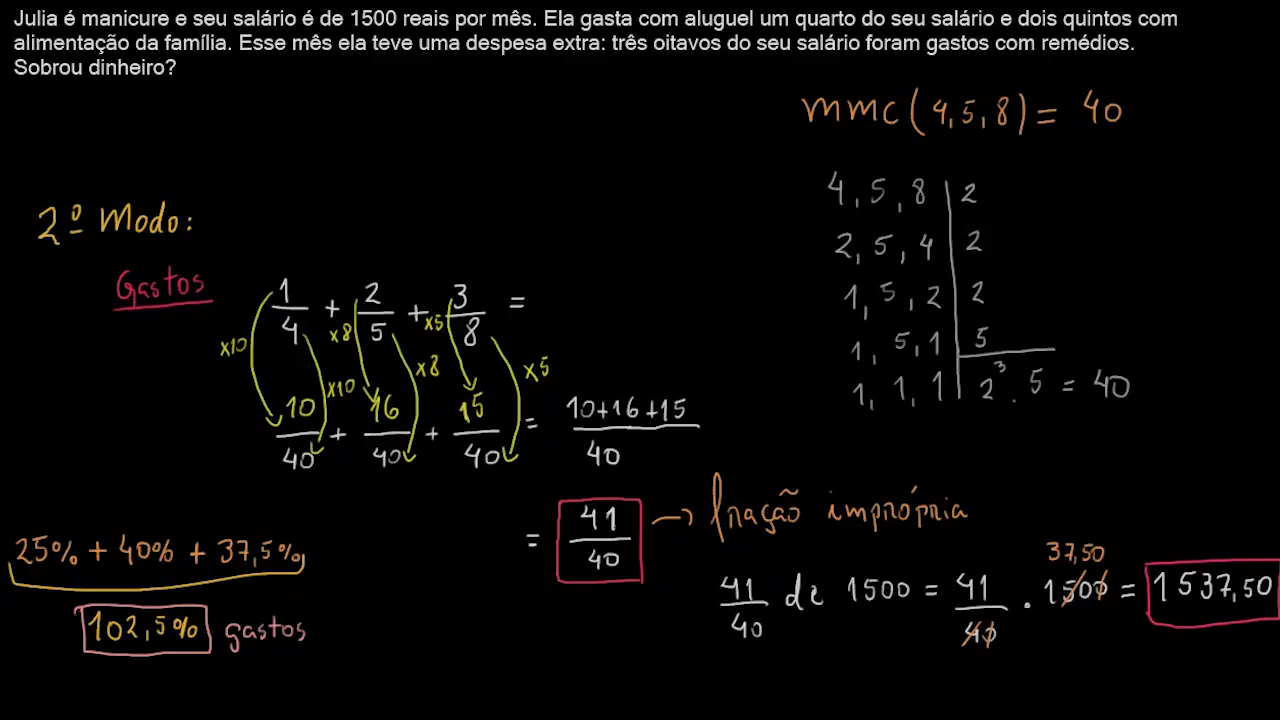 Julia é manicure e seu salário é de 1500 reais por mês. Ela gasta com aluguel um quarto do seu salário e dois quintos com
alimentação da família. Esse mês ela teve uma despesa extra: três oitavos do seu salário foram gastos com remédios.
Sobrou dinheiro?
mmc (4, 5, 8) = 40
4, 5, 8 | 2
2, 5, 4 | 2
1, 5, 2 | 2
1, 5, 1 | 5
1, 1, 1 | 2³ . 5 = 40
2º Modo:
Gastos
1/4 + 2/5 + 3/8 =
x10 x10 x8 x8 x5 x5
10/40 + 16/40 + 15/40 = 10+16+15/40
= 41/40 → fração imprópria
25% + 40% + 37,5%
102,5% gastos
37,50
41/40 de 1500 = 41/40 . 1500 = 1537,50